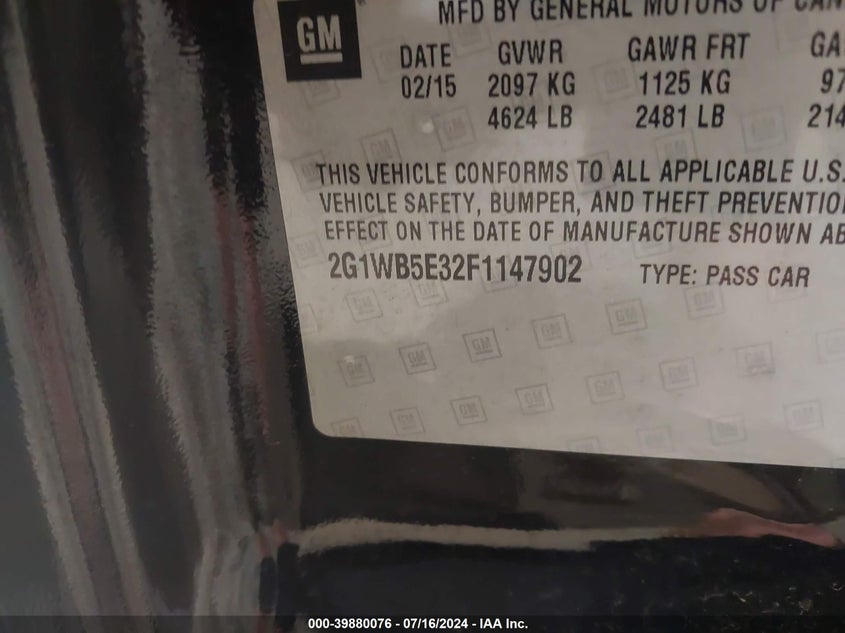 MFD BY GENERAL MOTORS OF CAN
GM
DATE GVWR GAWR FRT GA
02/15 2097 KG 1125 KG 97
4624 LB 2481 LB 214
THIS VEHICLE CONFORMS TO ALL APPLICABLE U.S.
VEHICLE SAFETY, BUMPER, AND THEFT PREVENTIO
EFFECT ON THE DATE OF MANUFACTURE SHOWN AB
2G1WB5E32F1147902 TYPE: PASS CAR
000-39880076 - 07/16/2024 - IAA Inc.